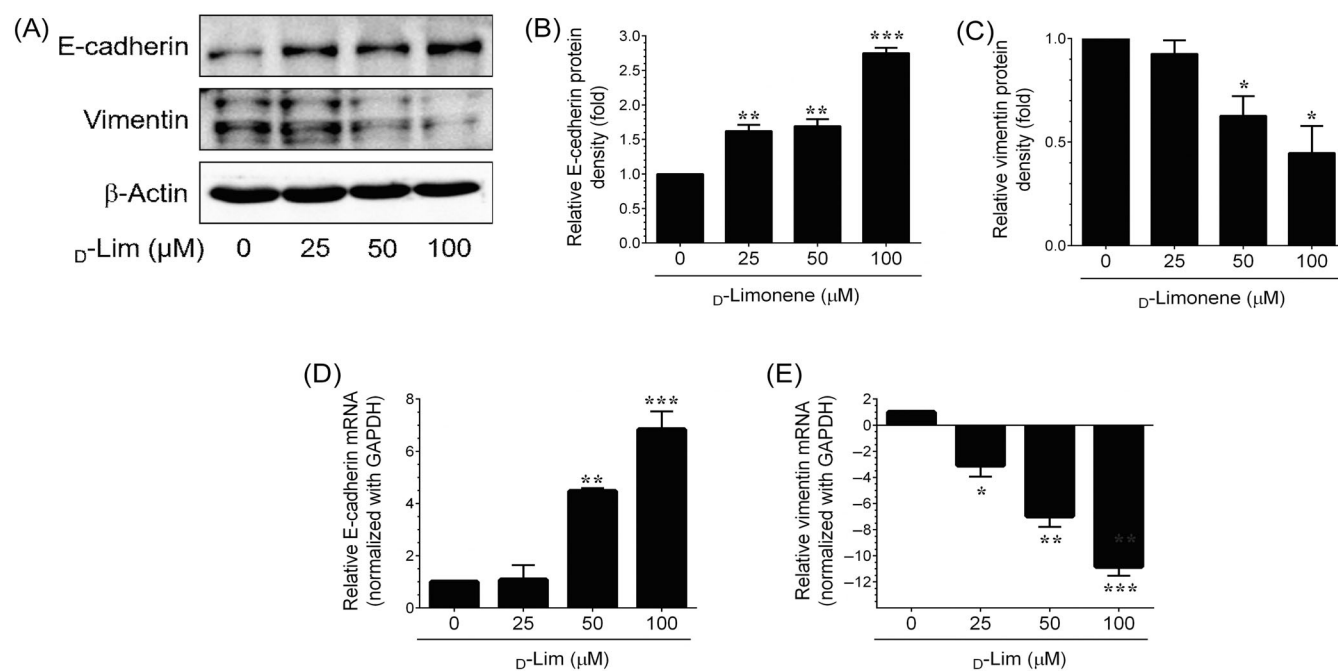 (A)
E-cadherin
Vimentin
β-Actin
D-Lim (μM) 0 25 50 100
(B)
Relative E-cedherin protein
density (fold)
3.0
2.5
2.0
1.5
1.0
0.5
0.0
** ** ***
0 25 50 100
D-Limonene (μM)
(C)
Relative vimentin protein
density (fold)
1.0
0.5
0.0
* *
0 25 50 100
D-Limonene (μM)
(D)
Relative E-cadherin mRNA
(normalized with GAPDH)
8
6
4
2
0
** ***
0 25 50 100
D-Lim (μM)
(E)
Relative vimentin mRNA
(normalized with GAPDH)
2
0
−2
−4
−6
−8
−10
−12
* ** ** ***
0 25 50 100
D-Lim (μM)